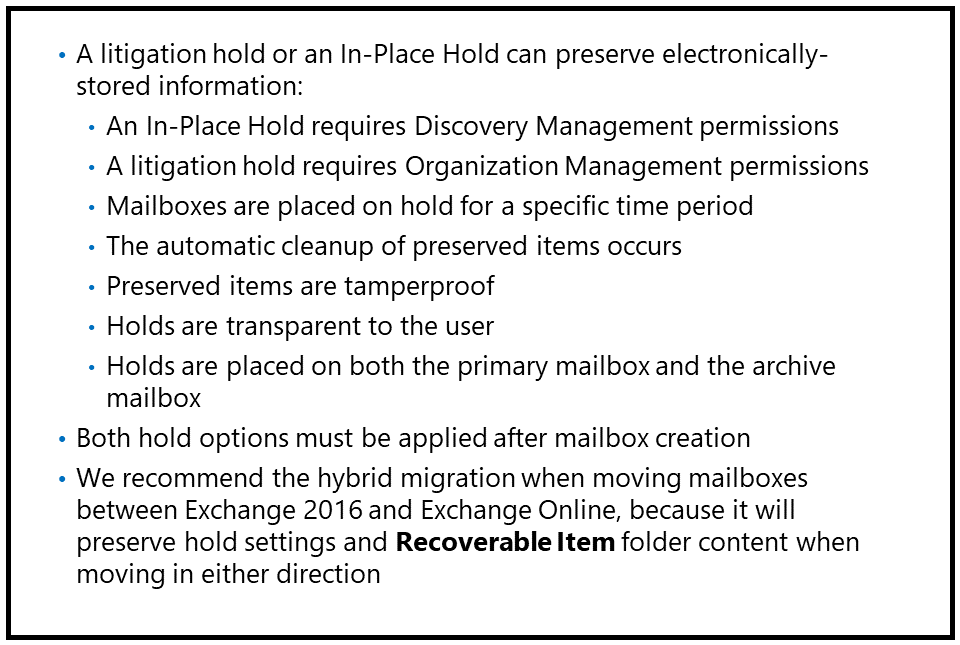 • A litigation hold or an In-Place Hold can preserve electronically-
stored information:
• An In-Place Hold requires Discovery Management permissions
• A litigation hold requires Organization Management permissions
• Mailboxes are placed on hold for a specific time period
• The automatic cleanup of preserved items occurs
• Preserved items are tamperproof
• Holds are transparent to the user
• Holds are placed on both the primary mailbox and the archive
mailbox
• Both hold options must be applied after mailbox creation
• We recommend the hybrid migration when moving mailboxes
between Exchange 2016 and Exchange Online, because it will
preserve hold settings and Recoverable Item folder content when
moving in either direction